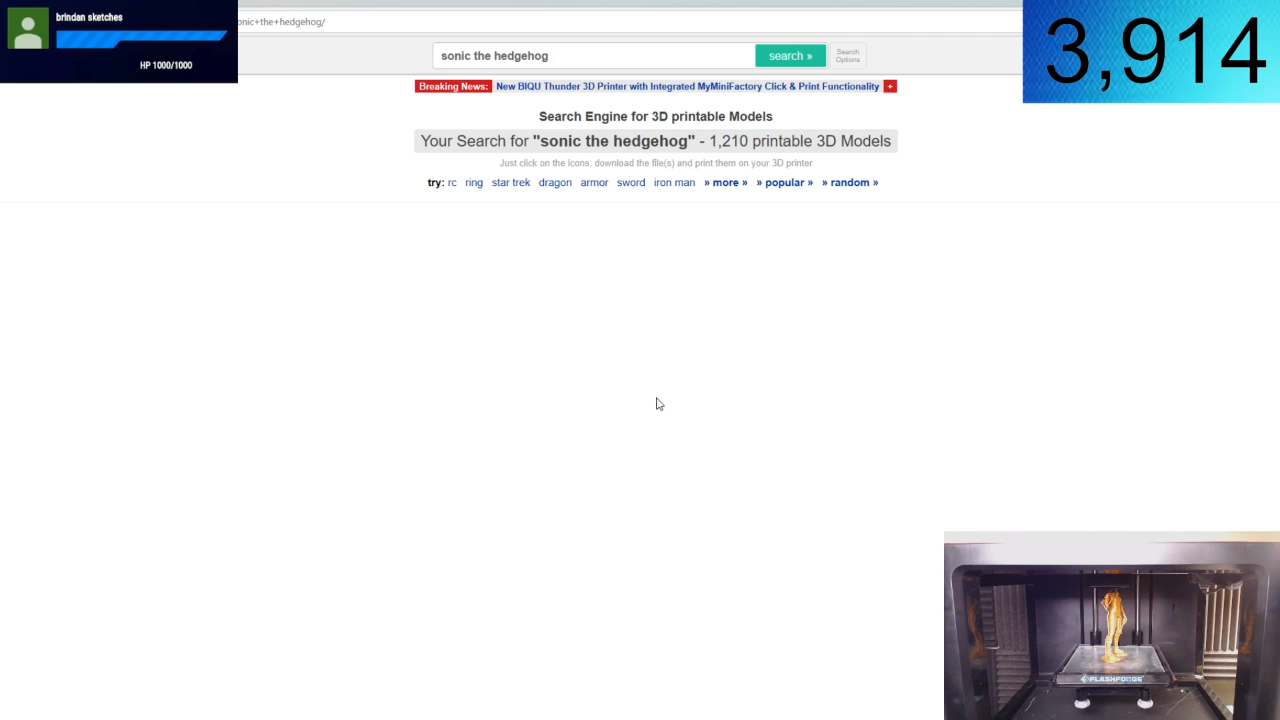 brindan sketches
HP 1000/1000
onic+the+hedgehog/
3,914
sonic the hedgehog
search »
Search
Options
Breaking News: New BIQU Thunder 3D Printer with Integrated MyMiniFactory Click & Print Functionality +
Search Engine for 3D printable Models
Your Search for "sonic the hedgehog" - 1,210 printable 3D Models
Just click on the icons, download the file(s) and print them on your 3D printer
try: rc ring star trek dragon armor sword iron man » more » » popular » » random »
FLASHFORGE